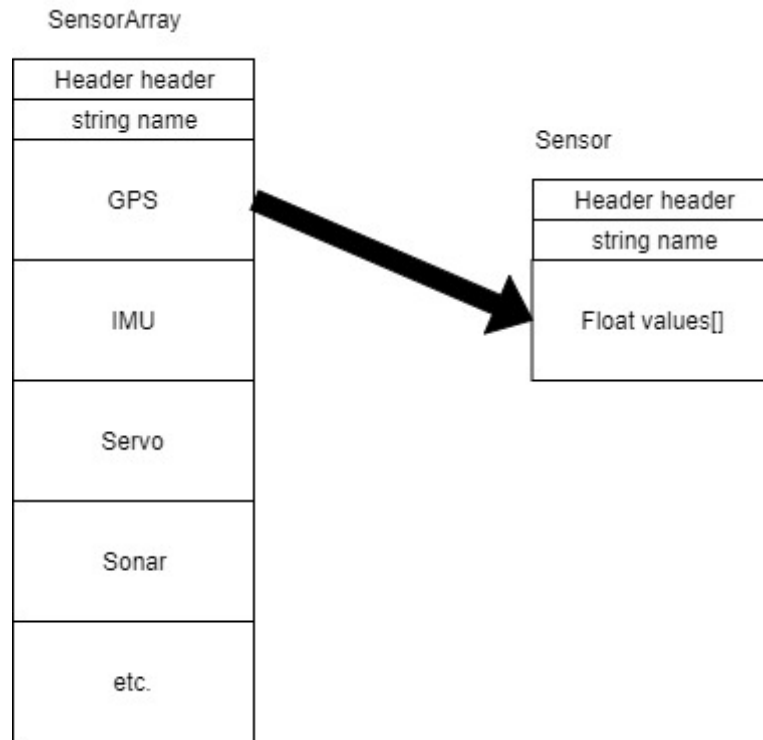 SensorArray
Header header
string name
GPS
IMU
Servo
Sonar
etc.
Sensor
Header header
string name
Float values[]